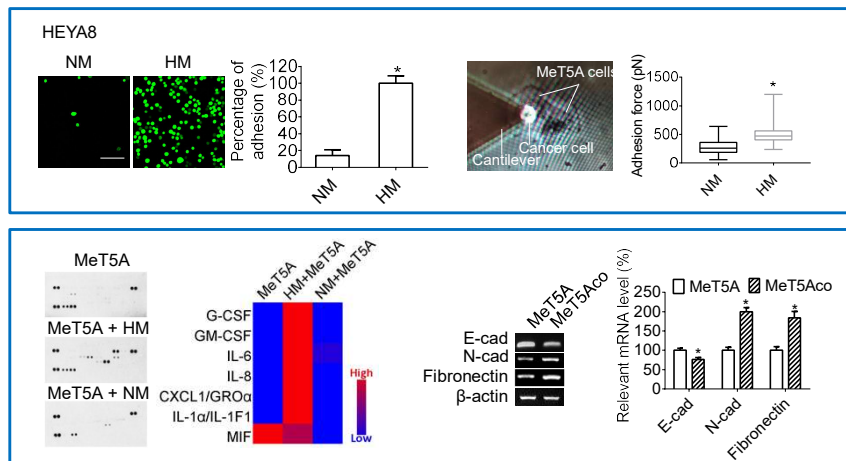 HEYA8
NM HM
Percentage of adhesion (%)
120
100
80
60
40
20
0
NM HM
*
MeT5A cells
Cancer cell
Cantilever
Adhesion force (pN)
1500
1000
500
0
NM HM
*
MeT5A
MeT5A + HM
MeT5A + NM
MeT5A HM+MeT5A NM+MeT5A
G-CSF
GM-CSF
IL-6
IL-8
CXCL1/GROα
IL-1α/IL-1F1
MIF
High
Low
MeT5A MeT5Aco
E-cad
N-cad
Fibronectin
β-actin
Relevant mRNA level (%)
MeT5A MeT5Aco
250
200
150
100
50
0
* * *
E-cad N-cad Fibronectin